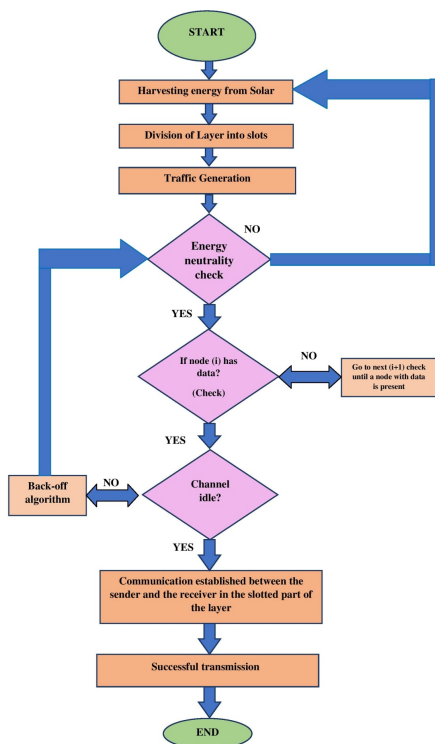 START
Harvesting energy from Solar
Division of Layer into slots
Traffic Generation
NO
Energy
neutrality
check
YES
If node (i) has
data?
(Check)
NO
Go to next (i+1) check
until a node with data
is present
YES
Channel
idle?
NO
Back-off
algorithm
YES
Communication established between the
sender and the receiver in the slotted part of
the layer
Successful transmission
END